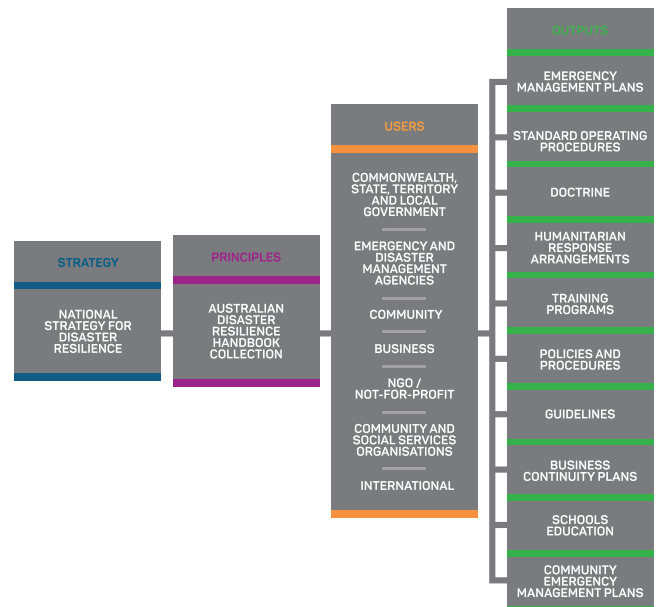 STRATEGY
NATIONAL
STRATEGY FOR
DISASTER
RESILIENCE
PRINCIPLES
AUSTRALIAN
DISASTER
RESILIENCE
HANDBOOK
COLLECTION
USERS
COMMONWEALTH,
STATE, TERRITORY
AND LOCAL
GOVERNMENT
EMERGENCY AND
DISASTER
MANAGEMENT
AGENCIES
COMMUNITY
BUSINESS
NGO /
NOT-FOR-PROFIT
COMMUNITY AND
SOCIAL SERVICES
ORGANISATIONS
INTERNATIONAL
OUTPUTS
EMERGENCY
MANAGEMENT PLANS
STANDARD OPERATING
PROCEDURES
DOCTRINE
HUMANITARIAN
RESPONSE
ARRANGEMENTS
TRAINING
PROGRAMS
POLICIES AND
PROCEDURES
GUIDELINES
BUSINESS
CONTINUITY PLANS
SCHOOLS
EDUCATION
COMMUNITY
EMERGENCY
MANAGEMENT PLANS